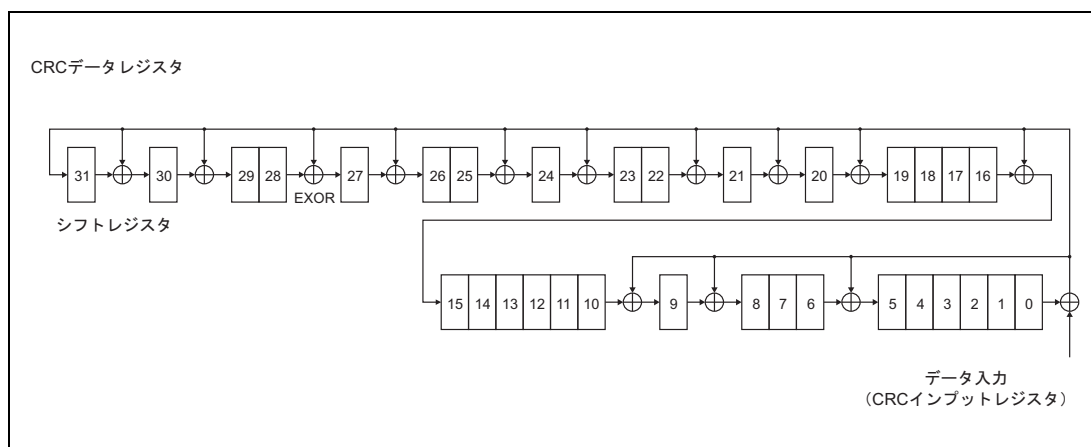 CRCデータレジスタ
31 30 29 28 27 26 25 24 23 22 21 20 19 18 17 16
EXOR
シフトレジスタ
15 14 13 12 11 10 9 8 7 6 5 4 3 2 1 0
データ入力
（CRCインプットレジスタ）